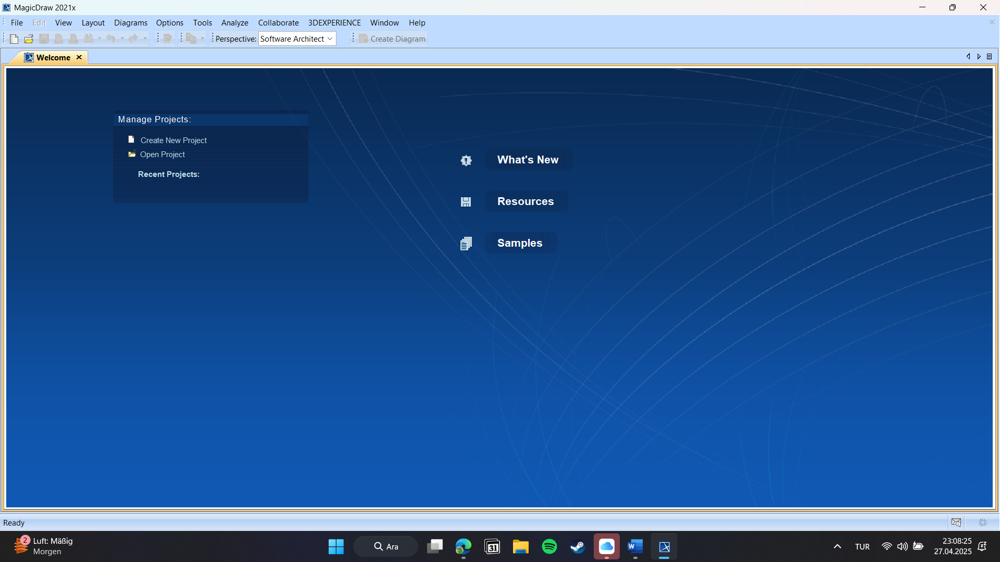 MagicDraw 2021x
File Edit View Layout Diagrams Options Tools Analyze Collaborate 3DEXPERIENCE Window Help
Perspective: Software Architect Create Diagram
Welcome
Manage Projects:
Create New Project
Open Project
Recent Projects:
What's New
Resources
Samples
Ready
2
Luft: Mäßig
Morgen
Ara
31
W
TUR
23:08:25
27.04.2025